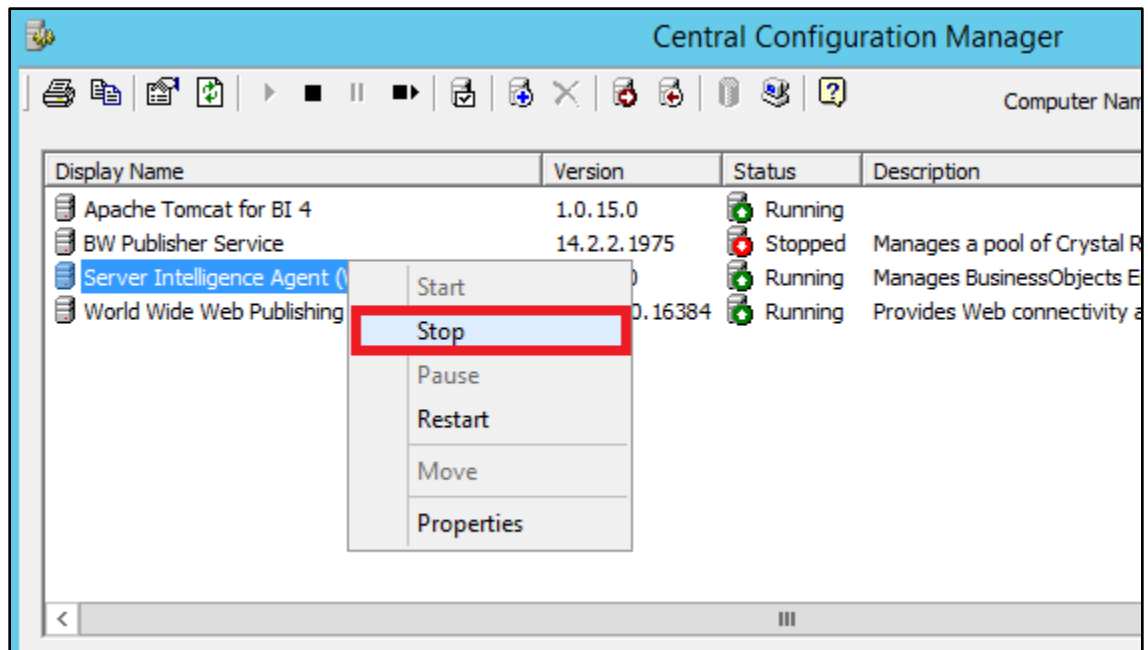 Central Configuration Manager
Computer Nam
Display Name Version Status Description
Apache Tomcat for BI 4 1.0.15.0 Running
BW Publisher Service 14.2.2.1975 Stopped Manages a pool of Crystal R
Server Intelligence Agent ( Running Manages BusinessObjects E
World Wide Web Publishing 0.16384 Running Provides Web connectivity a
Start
Stop
Pause
Restart
Move
Properties